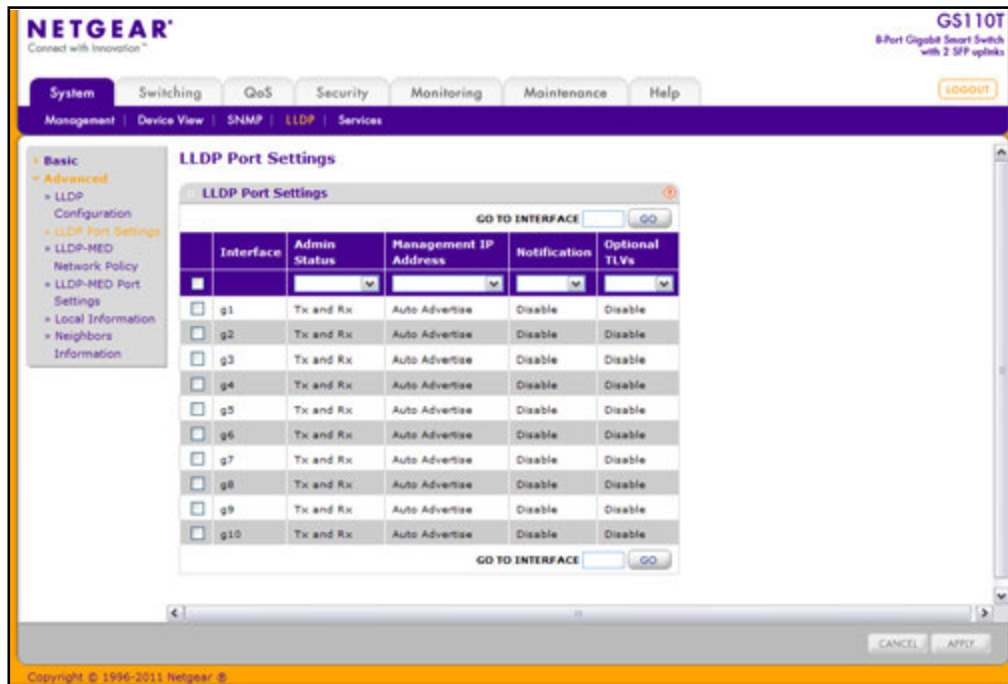 NETGEAR
Connect with Innovation™
GS110T
8-Port Gigabit Smart Switch
with 2 SFP uplinks
System Switching QoS Security Monitoring Maintenance Help
LOGOUT
Management | Device View | SNMP | LLDP | Services
Basic
Advanced
» LLDP
Configuration
» LLDP Port Settings
» LLDP-MED
Network Policy
» LLDP-MED Port
Settings
» Local Information
» Neighbors
Information
LLDP Port Settings
LLDP Port Settings
GO TO INTERFACE GO
Interface Admin Status Management IP Address Notification Optional TLVs
g1 Tx and Rx Auto Advertise Disable Disable
g2 Tx and Rx Auto Advertise Disable Disable
g3 Tx and Rx Auto Advertise Disable Disable
g4 Tx and Rx Auto Advertise Disable Disable
g5 Tx and Rx Auto Advertise Disable Disable
g6 Tx and Rx Auto Advertise Disable Disable
g7 Tx and Rx Auto Advertise Disable Disable
g8 Tx and Rx Auto Advertise Disable Disable
g9 Tx and Rx Auto Advertise Disable Disable
g10 Tx and Rx Auto Advertise Disable Disable
GO TO INTERFACE GO
CANCEL APPLY
Copyright © 1996-2011 Netgear ®